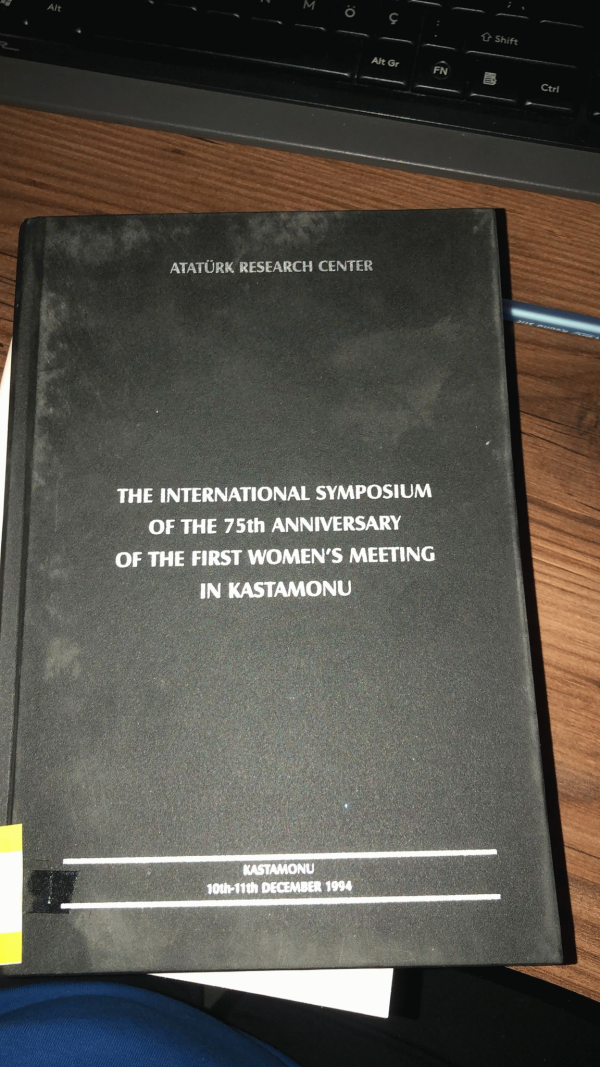 Alt
N M Ö Ç :
⇧ Shift
Alt Gr FN Ctrl
ATATÜRK RESEARCH CENTER
THE INTERNATIONAL SYMPOSIUM
OF THE 75th ANNIVERSARY
OF THE FIRST WOMEN'S MEETING
IN KASTAMONU
KASTAMONU
10th-11th DECEMBER 1994